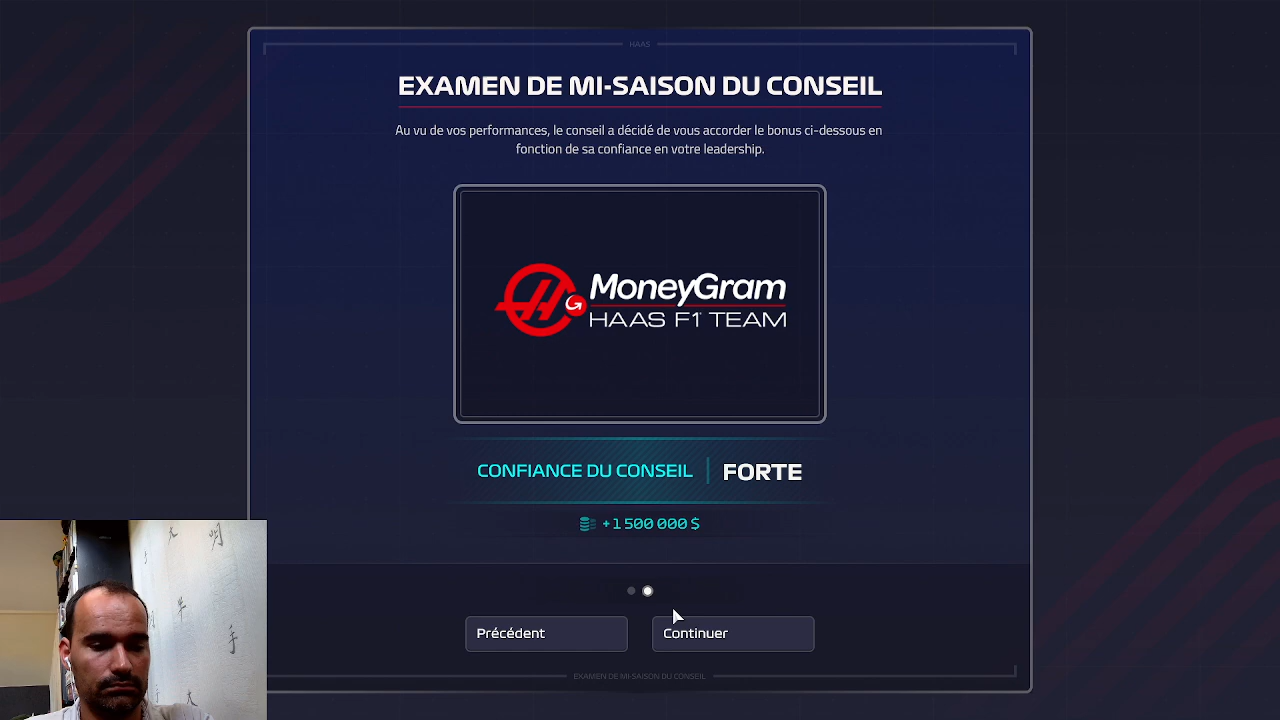 HAAS
EXAMEN DE MI-SAISON DU CONSEIL
Au vu de vos performances, le conseil a décidé de vous accorder le bonus ci-dessous en
fonction de sa confiance en votre leadership.
MoneyGram
HAAS F1 TEAM
CONFIANCE DU CONSEIL FORTE
+1 500 000 $
Précédent
Continuer
EXAMEN DE MI-SAISON DU CONSEIL
明
手